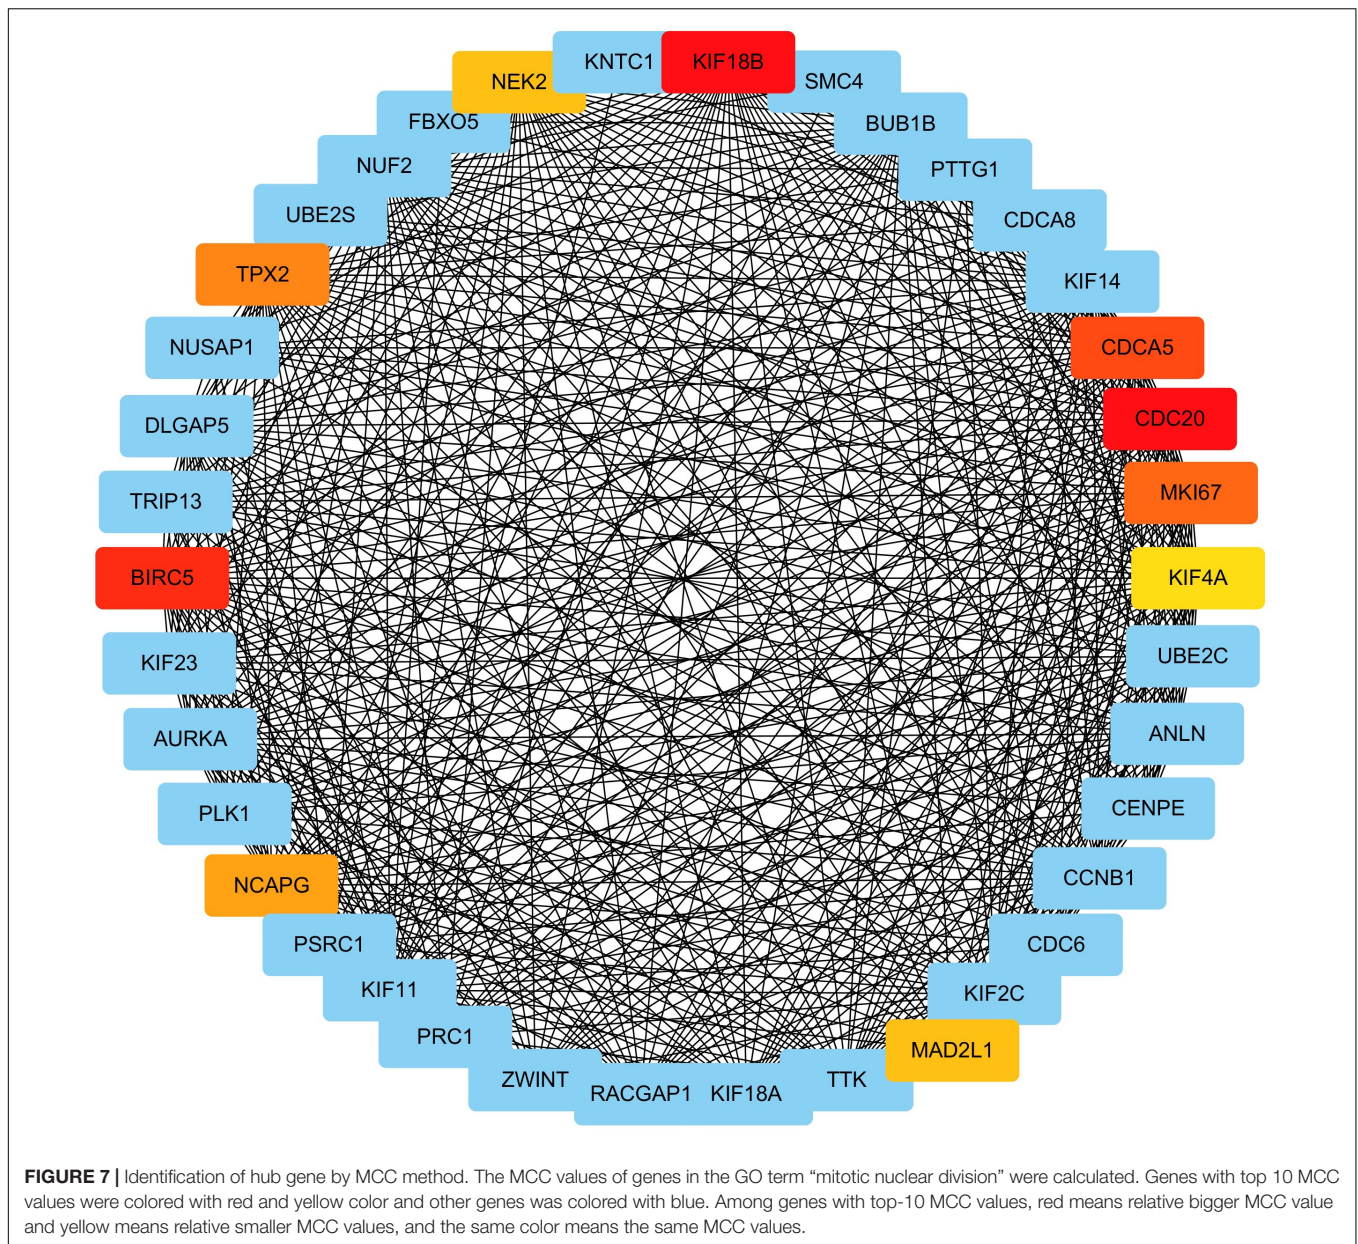 KNTC1
KIF18B
NEK2
SMC4
FBXO5
BUB1B
NUF2
PTTG1
UBE2S
CDCA8
TPX2
KIF14
NUSAP1
CDCA5
DLGAP5
CDC20
TRIP13
MKI67
BIRC5
KIF4A
KIF23
UBE2C
AURKA
ANLN
PLK1
CENPE
NCAPG
CCNB1
PSRC1
CDC6
KIF11
KIF2C
PRC1
MAD2L1
ZWINT
RACGAP1
KIF18A
TTK
FIGURE 7 | Identification of hub gene by MCC method. The MCC values of genes in the GO term “mitotic nuclear division” were calculated. Genes with top 10 MCC
values were colored with red and yellow color and other genes was colored with blue. Among genes with top-10 MCC values, red means relative bigger MCC value
and yellow means relative smaller MCC values, and the same color means the same MCC values.